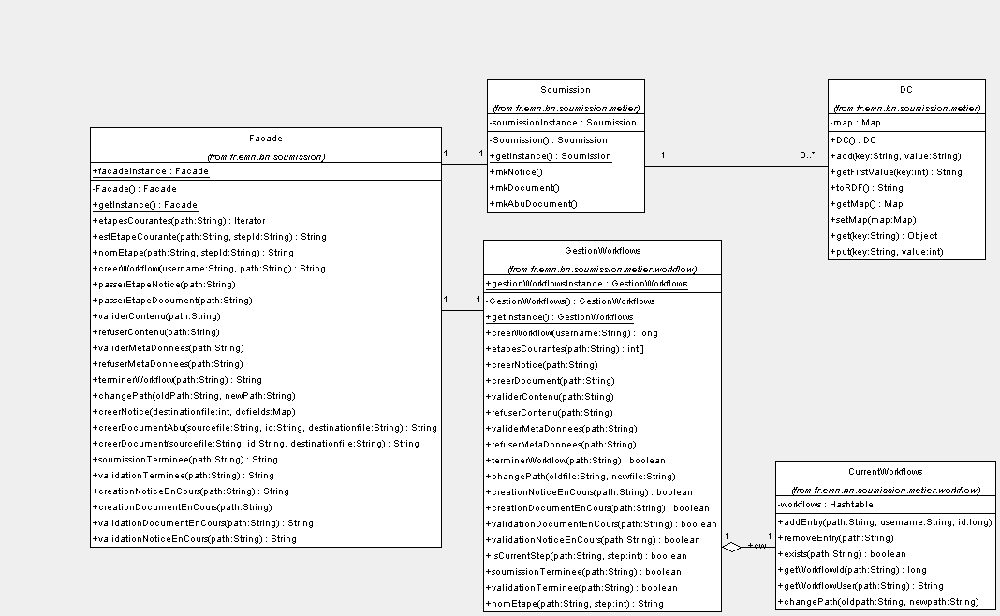 Facade
(from fr.emn.bn.soumission)
+facadeInstance : Facade
-Facade() : Facade
+getInstance() : Facade
+etapesCourantes(path:String) : Iterator
+estEtapeCourante(path:String, stepId:String) : String
+nomEtape(path:String, stepId:String) : String
+creerWorkflow(username:String, path:String) : String
+passerEtapeNotice(path:String)
+passerEtapeDocument(path:String)
+validerContenu(path:String)
+refuserContenu(path:String)
+validerMetaDonnees(path:String)
+refuserMetaDonnees(path:String)
+terminerWorkflow(path:String) : String
+changePath(oldPath:String, newPath:String)
+creerNotice(destinationfile:int, dcfields:Map)
+creerDocumentAbu(sourcefile:String, id:String, destinationfile:String) : String
+creerDocument(sourcefile:String, id:String, destinationfile:String) : String
+soumissionTerminee(path:String) : String
+validationTerminee(path:String) : String
+creationNoticeEnCours(path:String) : String
+creationDocumentEnCours(path:String)
+validationDocumentEnCours(path:String) : String
+validationNoticeEnCours(path:String) : String
1
1
Soumission
(from fr.emn.bn.soumission.metier)
-soumissionInstance : Soumission
-Soumission() : Soumission
+getInstance() : Soumission
+mkNotice()
+mkDocument()
+mkAbuDocument()
1
0..*
DC
(from fr.emn.bn.soumission.metier)
-map : Map
+DC() : DC
+add(key:String, value:String)
+getFirstValue(key:int) : String
+toRDF() : String
+getMap() : Map
+setMap(map:Map)
+get(key:String) : Object
+put(key:String, value:int)
1
1
GestionWorkflows
(from fr.emn.bn.soumission.metier.workflow)
+gestionWorkflowsInstance : GestionWorkflows
-GestionWorkflows() : GestionWorkflows
+getInstance() : GestionWorkflows
+creerWorkflow(username:String) : long
+etapesCourantes(path:String) : int[]
+creerNotice(path:String)
+creerDocument(path:String)
+validerContenu(path:String)
+refuserContenu(path:String)
+validerMetaDonnees(path:String)
+refuserMetaDonnees(path:String)
+terminerWorkflow(path:String) : boolean
+changePath(oldfile:String, newfile:String)
+creationNoticeEnCours(path:String) : boolean
+creationDocumentEnCours(path:String) : boolean
+validationDocumentEnCours(path:String) : boolean
+validationNoticeEnCours(path:String) : boolean
+isCurrentStep(path:String, step:int) : boolean
+soumissionTerminee(path:String) : boolean
+validationTerminee(path:String) : boolean
+nomEtape(path:String, step:int) : String
1
+cw
1
CurrentWorkflows
(from fr.emn.bn.soumission.metier.workflow)
-workflows : Hashtable
+addEntry(path:String, username:String, id:long)
+removeEntry(path:String)
+exists(path:String) : boolean
+getWorkflowId(path:String) : long
+getWorkflowUser(path:String) : String
+changePath(oldpath:String, newpath:String)